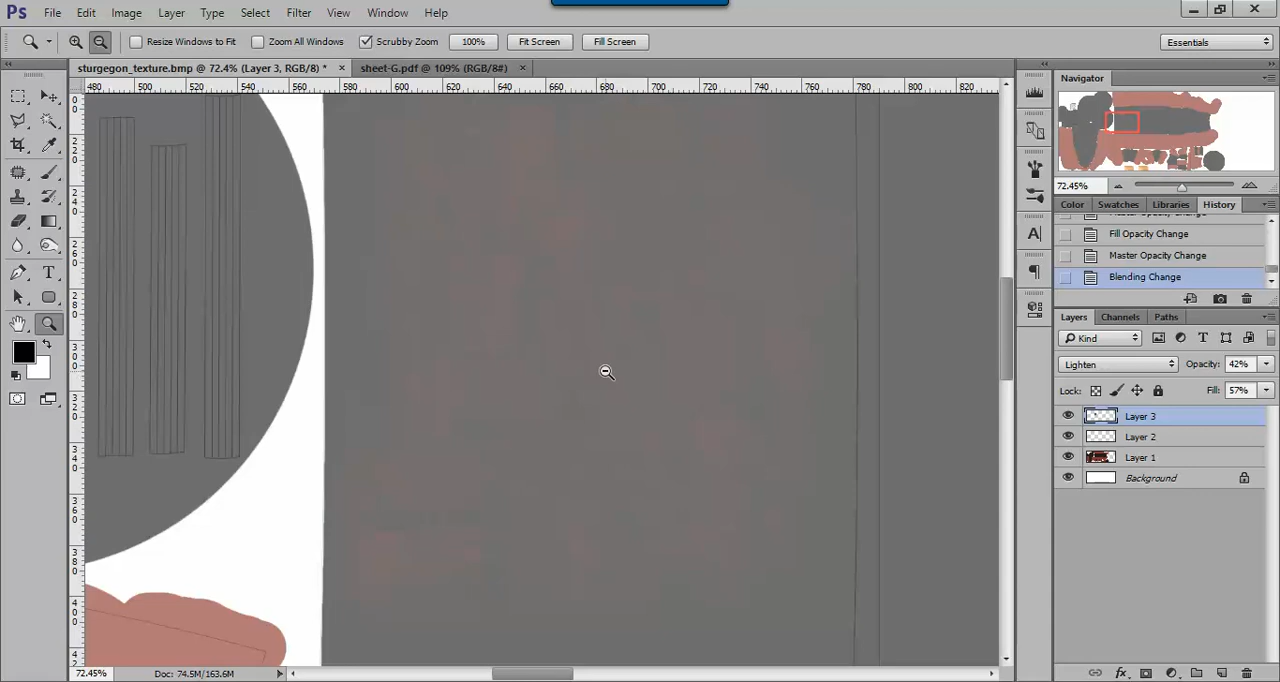 Ps File Edit Image Layer Type Select Filter View Window Help
Resize Windows to Fit Zoom All Windows Scrubby Zoom 100% Fit Screen Fill Screen Essentials
sturgegon_texture.bmp @ 72.4% (Layer 3, RGB/8) * sheet-G.pdf @ 109% (RGB/8#)
480 500 520 540 560 580 600 620 640 660 680 700 720 740 760 780 800 820
Navigator
72.45%
Color Swatches Libraries History
Fill Opacity Change
Master Opacity Change
Blending Change
Layers Channels Paths
Kind
Lighten Opacity: 42%
Lock: Fill: 57%
Layer 3
Layer 2
Layer 1
Background
72.45% Doc: 74.5M/163.6M